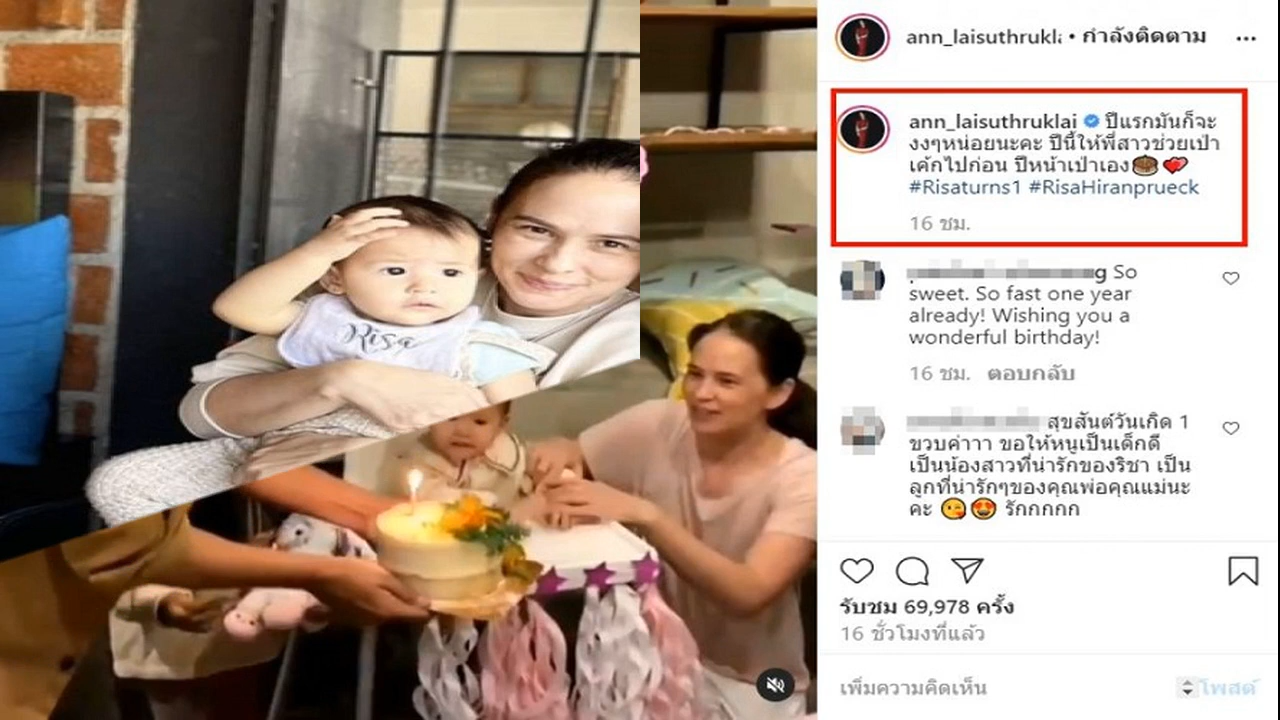 Risa
ann_laisuthrukl • กำลังติดตาม
ann_laisuthruklai ปีแรกมันก็จะ
งงๆหน่อยนะคะ ปีนี้ให้พี่สาวช่วยเป่า
เค้กไปก่อน ปีหน้าเป่าเอง🎂💕
#Risaturns1 #RisaHiranprueck
16 ชม.
g So
sweet. So fast one year
already! Wishing you a
wonderful birthday!
16 ชม. ตอบกลับ
สุขสันต์วันเกิด 1
ขวบค่าาา ขอให้หนูเป็นเด็กดี
เป็นน้องสาวที่น่ารักของริชา เป็น
ลูกที่น่ารักๆของคุณพ่อคุณแม่นะ
คะ 😘😍 รักกกกก
รับชม 69,978 ครั้ง
16 ชั่วโมงที่แล้ว
เพิ่มความคิดเห็น โพสต์